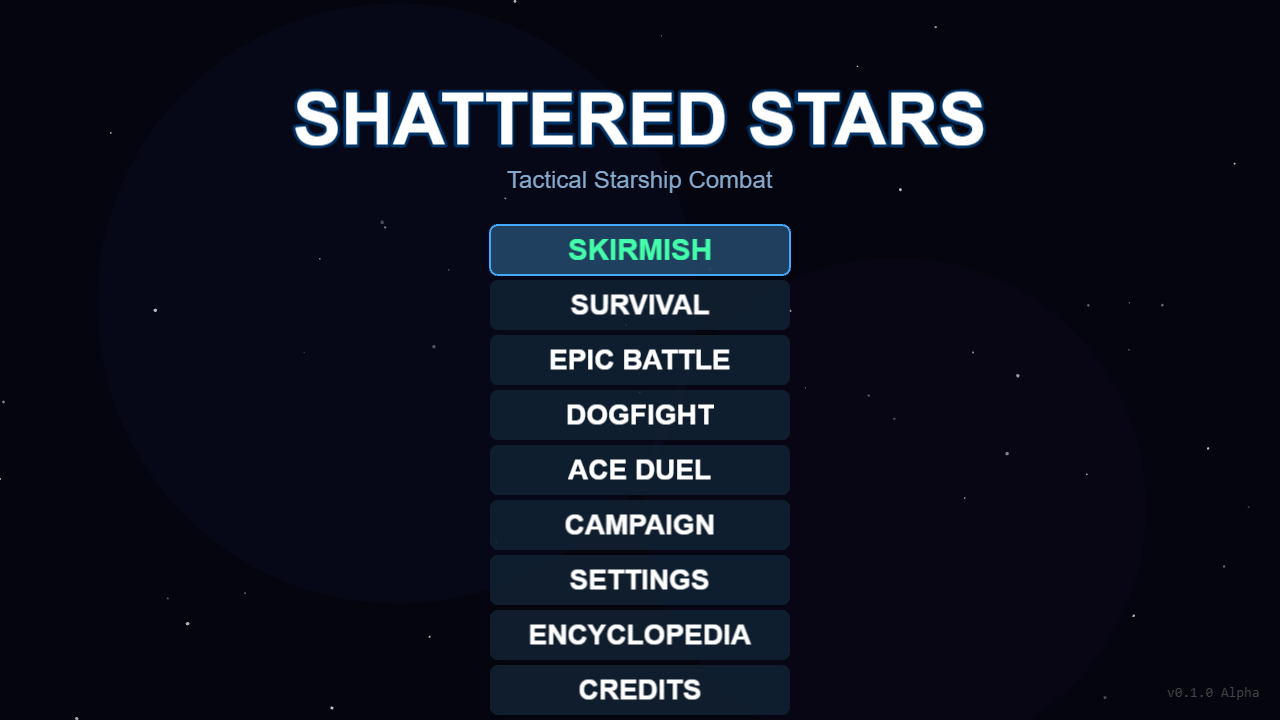 SHATTERED STARS
Tactical Starship Combat
SKIRMISH
SURVIVAL
EPIC BATTLE
DOGFIGHT
ACE DUEL
CAMPAIGN
SETTINGS
ENCYCLOPEDIA
CREDITS
v0.1.0 Alpha